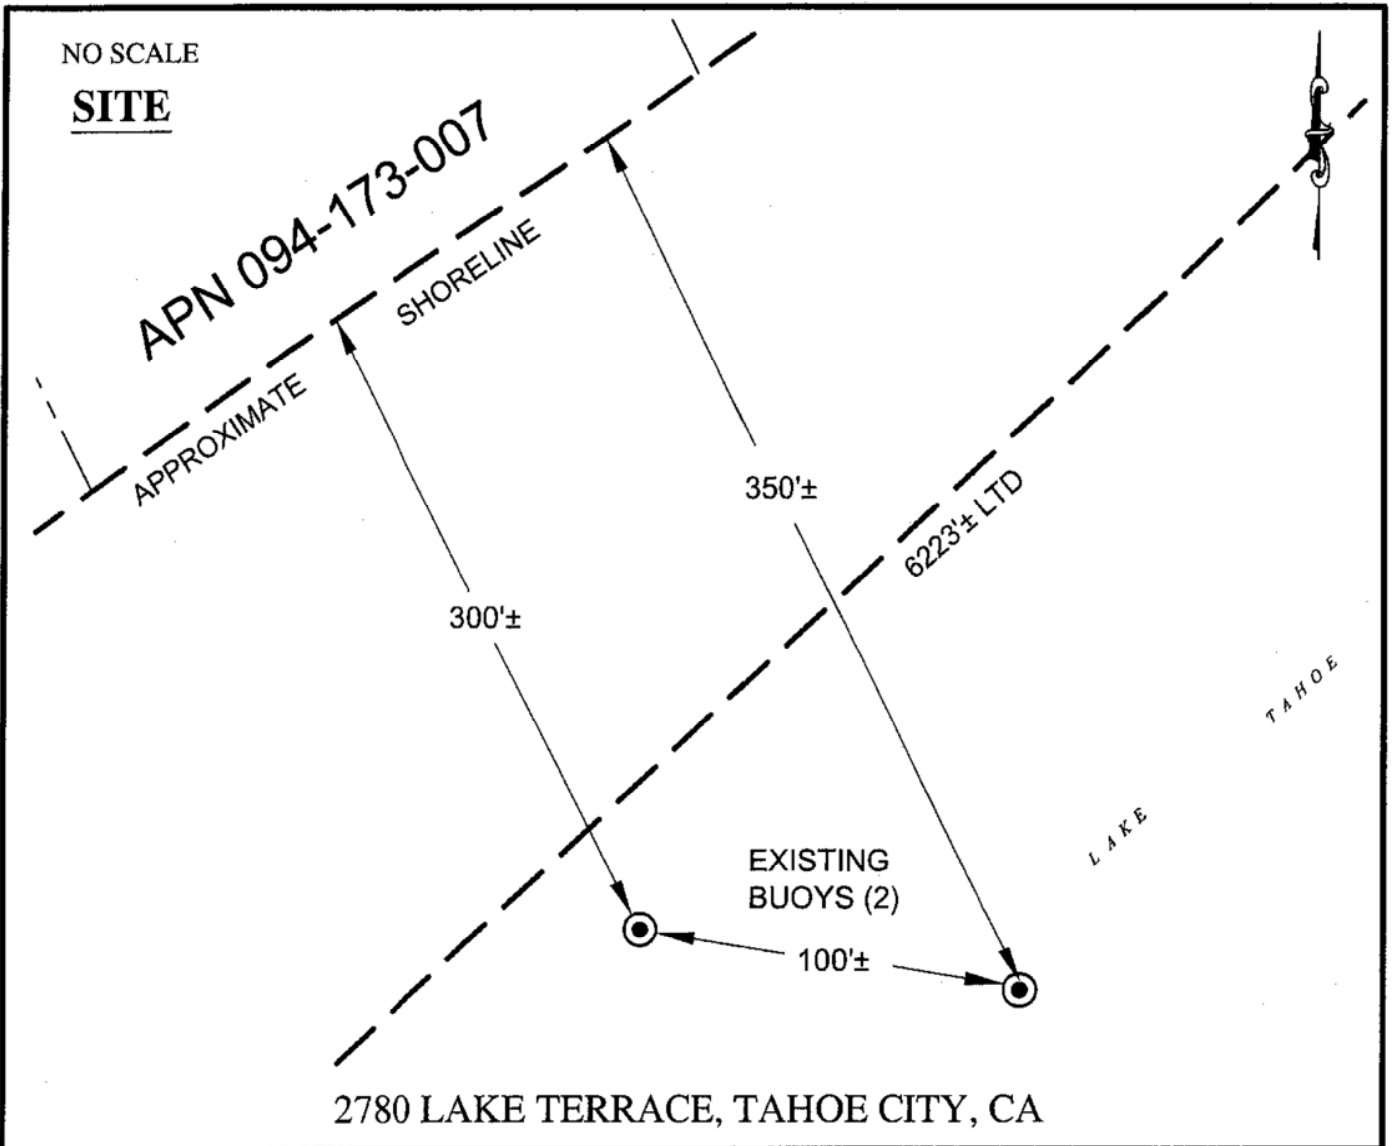 NO SCALE
SITE
APN 094-173-007
APPROXIMATE SHORELINE
350'±
6223'± LTD
300'±
TAHOE
LAKE
EXISTING
BUOYS (2)
100'±
2780 LAKE TERRACE, TAHOE CITY, CA